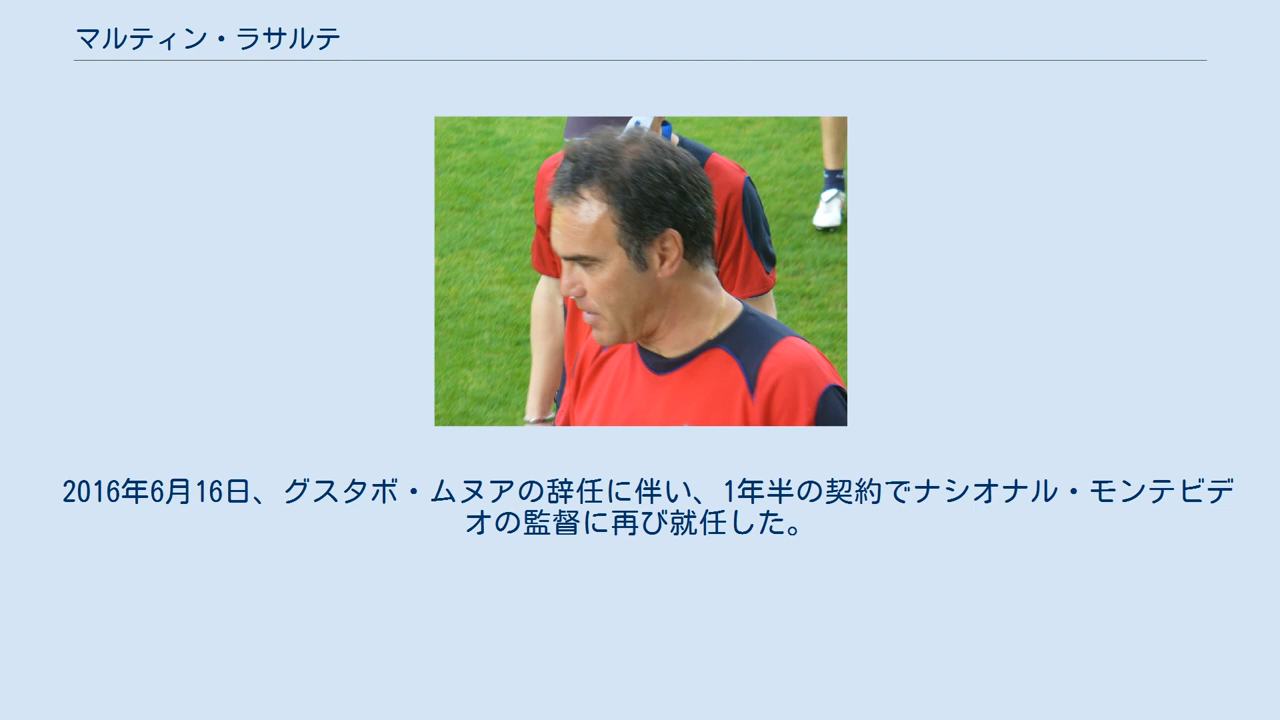 マルティン・ラサルテ
2016年6月16日、グスタボ・ムヌアの辞任に伴い、1年半の契約でナシオナル・モンテビデ
オの監督に再び就任した。